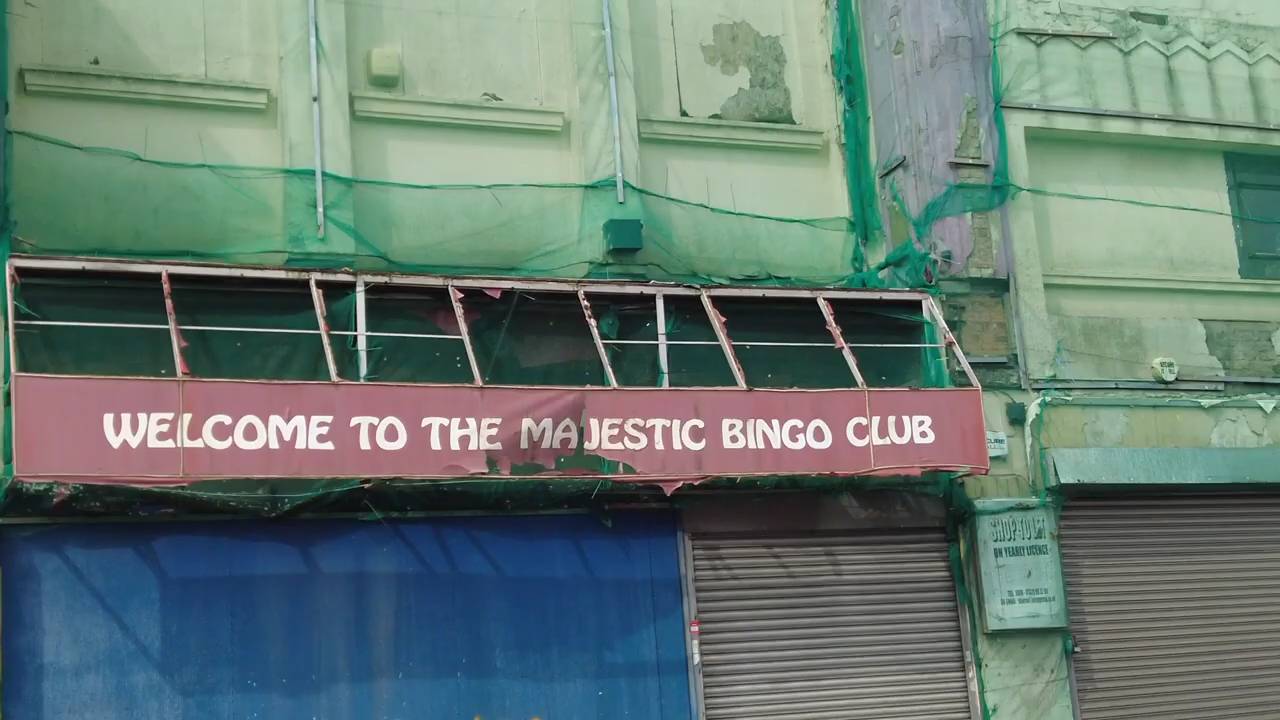 WELCOME TO THE MAJESTIC BINGO CLUB
SHOP TO LET
ON YEARLY LICENCE